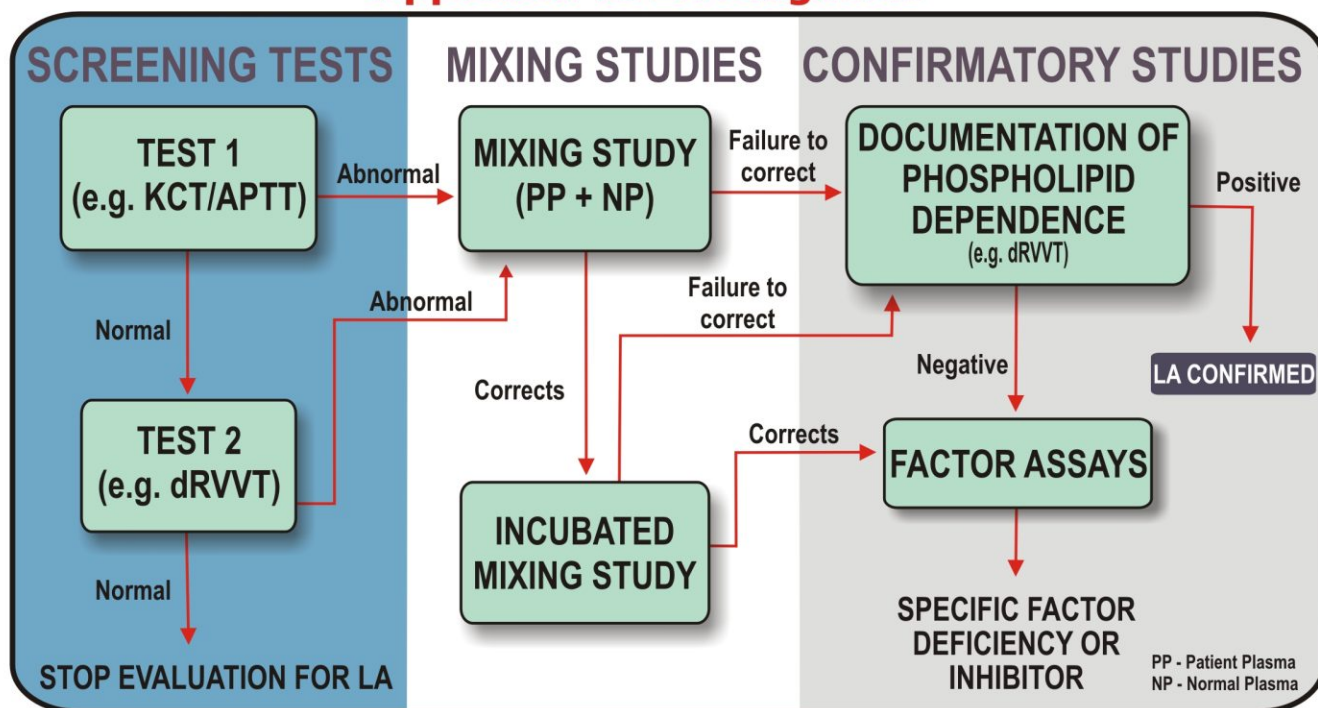 SCREENING TESTS
TEST 1
(e.g. KCT/APTT)
Abnormal
Normal
TEST 2
(e.g. dRVVT)
Abnormal
Normal
STOP EVALUATION FOR LA
MIXING STUDIES
MIXING STUDY
(PP + NP)
Failure to
correct
Corrects
Failure to
correct
INCUBATED
MIXING STUDY
Corrects
CONFIRMATORY STUDIES
DOCUMENTATION OF
PHOSPHOLIPID
DEPENDENCE
(e.g. dRVVT)
Positive
LA CONFIRMED
Negative
FACTOR ASSAYS
SPECIFIC FACTOR
DEFICIENCY OR
INHIBITOR
PP - Patient Plasma
NP - Normal Plasma